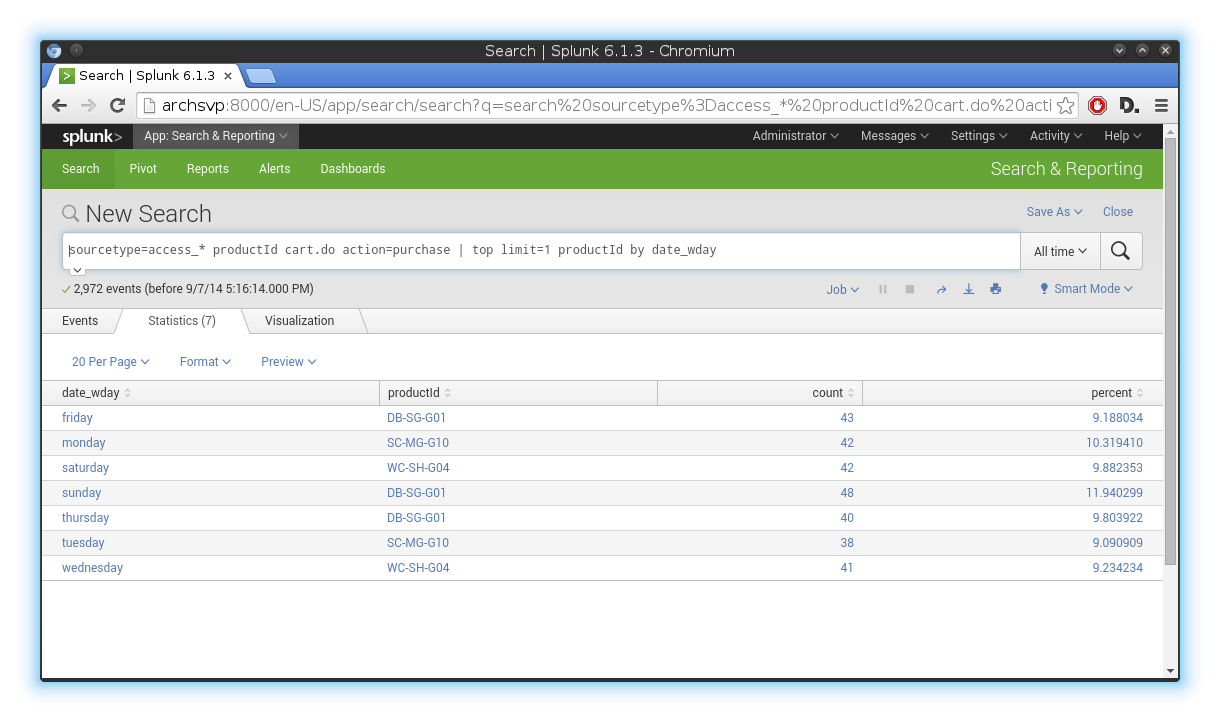 Search | Splunk 6.1.3 - Chromium
Search | Splunk 6.1.3
archsvp:8000/en-US/app/search/search?q=search%20sourcetype%3Daccess_*%20productId%20cart.do%20acti
splunk> App: Search & Reporting Administrator Messages Settings Activity Help
Search Pivot Reports Alerts Dashboards Search & Reporting
New Search Save As Close
sourcetype=access_* productId cart.do action=purchase | top limit=1 productId by date_wday All time
2,972 events (before 9/7/14 5:16:14.000 PM) Job Smart Mode
Events Statistics (7) Visualization
20 Per Page Format Preview
date_wday productId count percent
friday DB-SG-G01 43 9.188034
monday SC-MG-G10 42 10.319410
saturday WC-SH-G04 42 9.882353
sunday DB-SG-G01 48 11.940299
thursday DB-SG-G01 40 9.803922
tuesday SC-MG-G10 38 9.090909
wednesday WC-SH-G04 41 9.234234